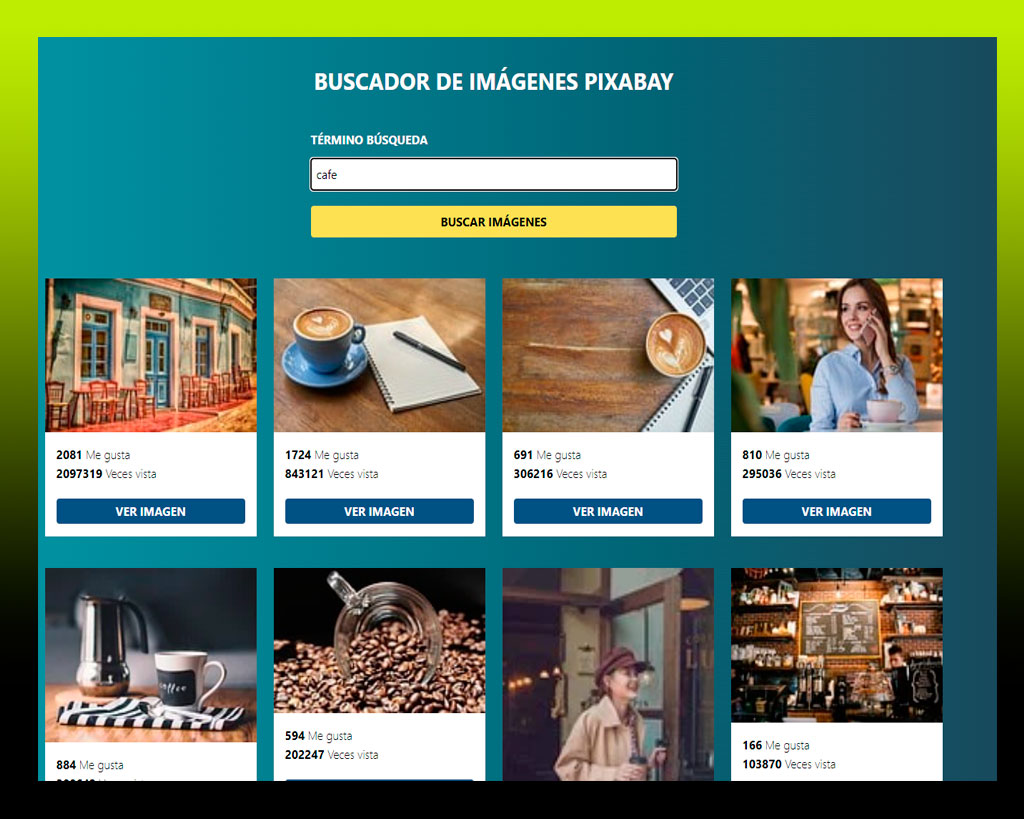 BUSCADOR DE IMÁGENES PIXABAY
TÉRMINO BÚSQUEDA
cafe
BUSCAR IMÁGENES
2081 Me gusta
2097319 Veces vista
VER IMAGEN
1724 Me gusta
843121 Veces vista
VER IMAGEN
691 Me gusta
306216 Veces vista
VER IMAGEN
810 Me gusta
295036 Veces vista
VER IMAGEN
coffee
884 Me gusta
594 Me gusta
202247 Veces vista
166 Me gusta
103870 Veces vista